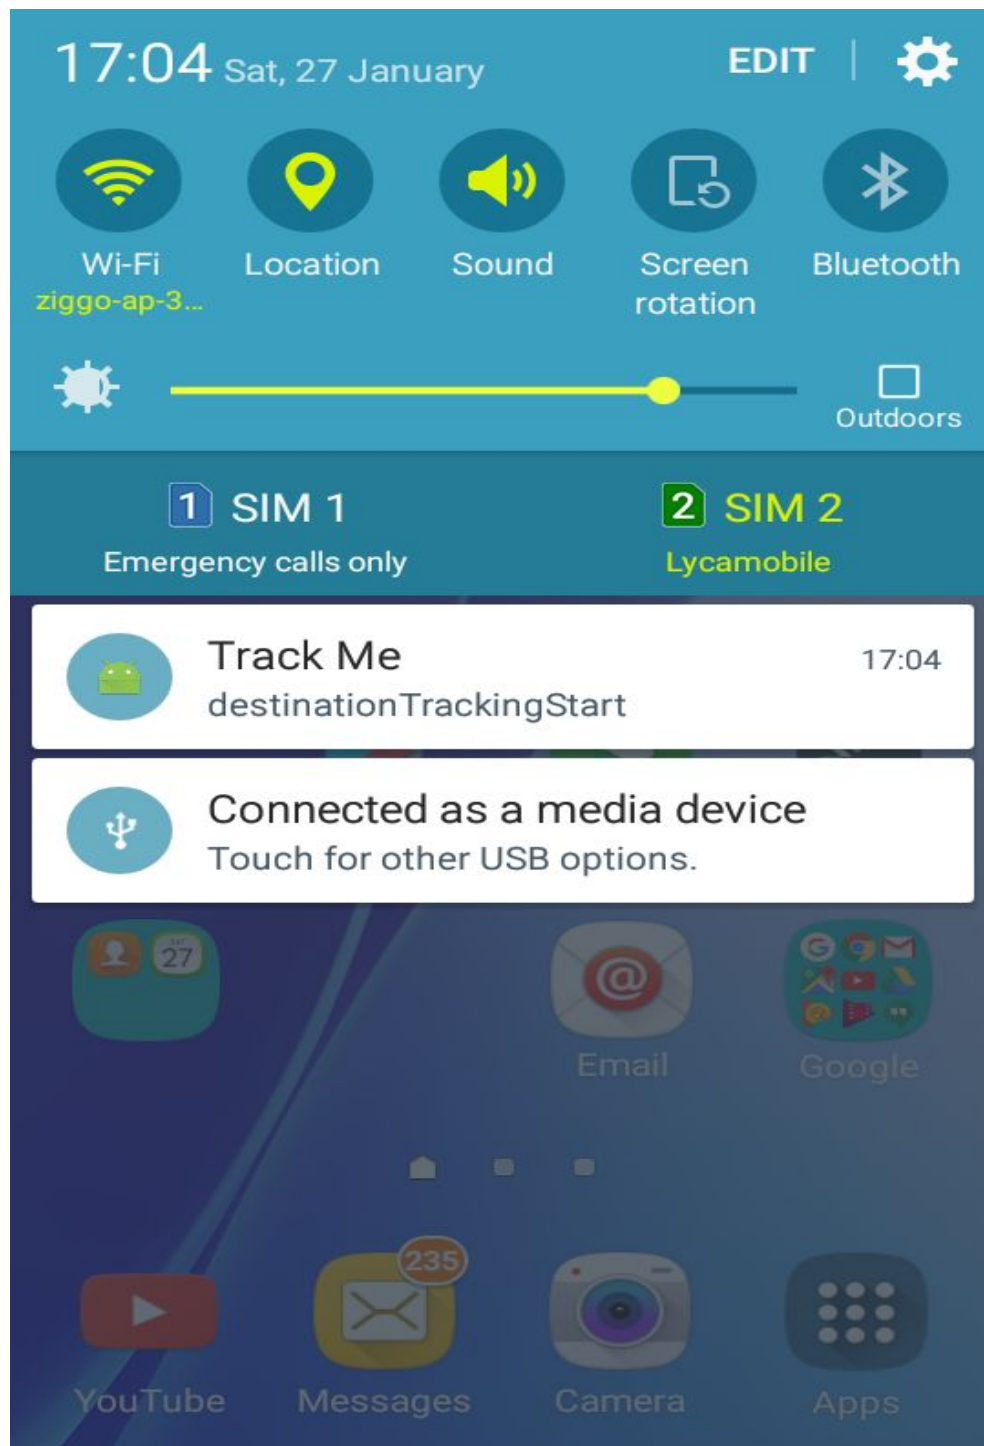 17:04 Sat, 27 January EDIT
Wi-Fi Location Sound Screen rotation Bluetooth
ziggo-ap-3...
Outdoors
1 SIM 1 2 SIM 2
Emergency calls only Lycamobile
Track Me 17:04
destinationTrackingStart
Connected as a media device
Touch for other USB options.
27
Email Google
235
YouTube Messages Camera Apps